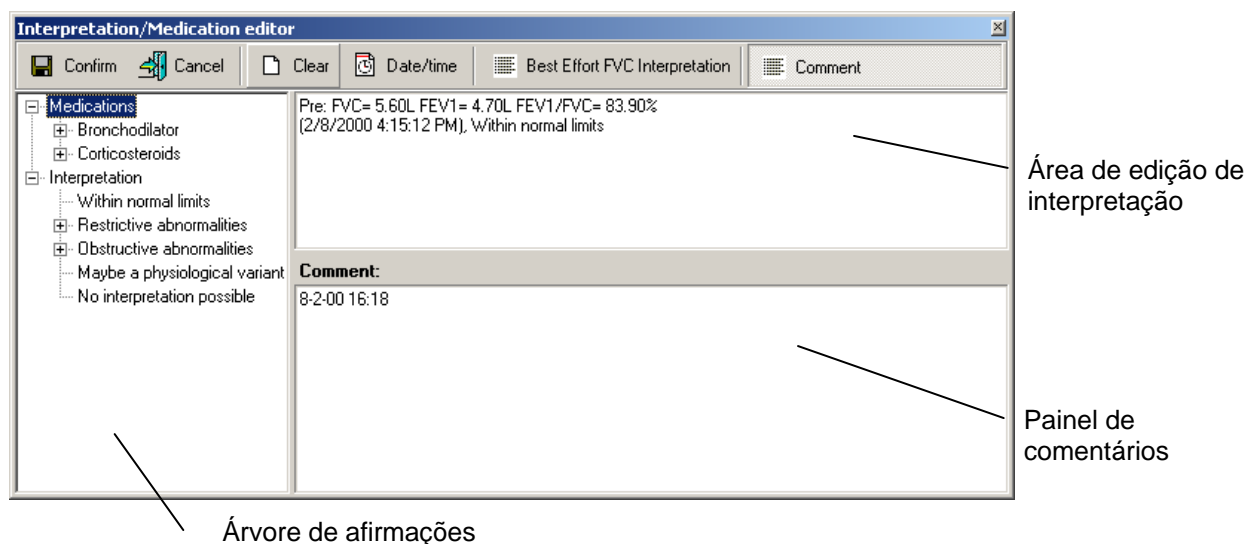 Interpretation/Medication editor
Confirm Cancel Clear Date/time Best Effort FVC Interpretation Comment
Medications
Bronchodilator
Corticosteroids
Interpretation
Within normal limits
Restrictive abnormalities
Obstructive abnormalities
Maybe a physiological variant
No interpretation possible
Pre: FVC= 5.60L FEV1= 4.70L FEV1/FVC= 83.90%
(2/8/2000 4:15:12 PM), Within normal limits
Comment:
8-2-00 16:18
Área de edição de
interpretação
Painel de
comentários
Árvore de afirmações